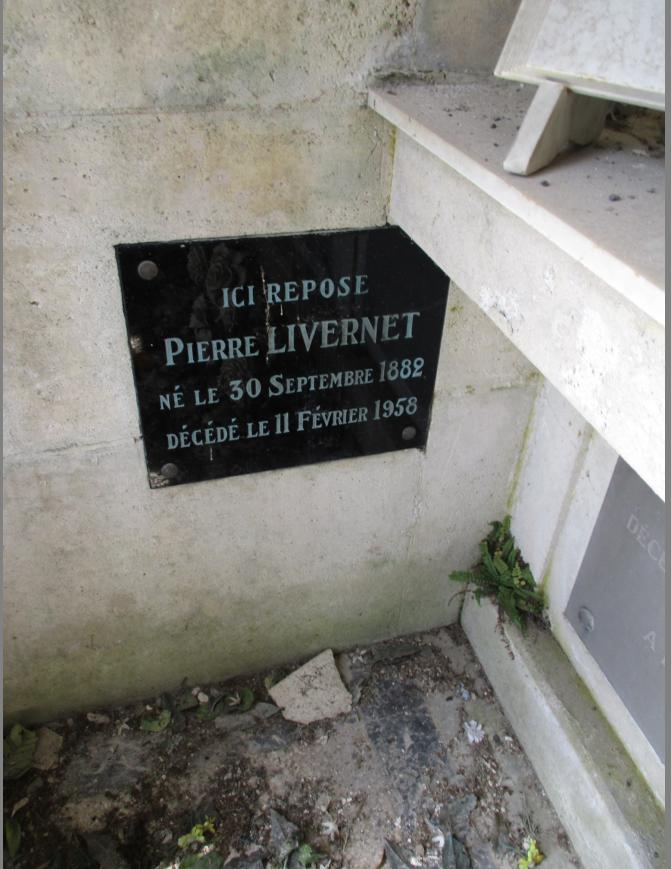 ICI REPOSE
PIERRE LIVERNET
NÉ LE 30 SEPTEMBRE 1882
DÉCÉDÉ LE 11 FÉVRIER 1958